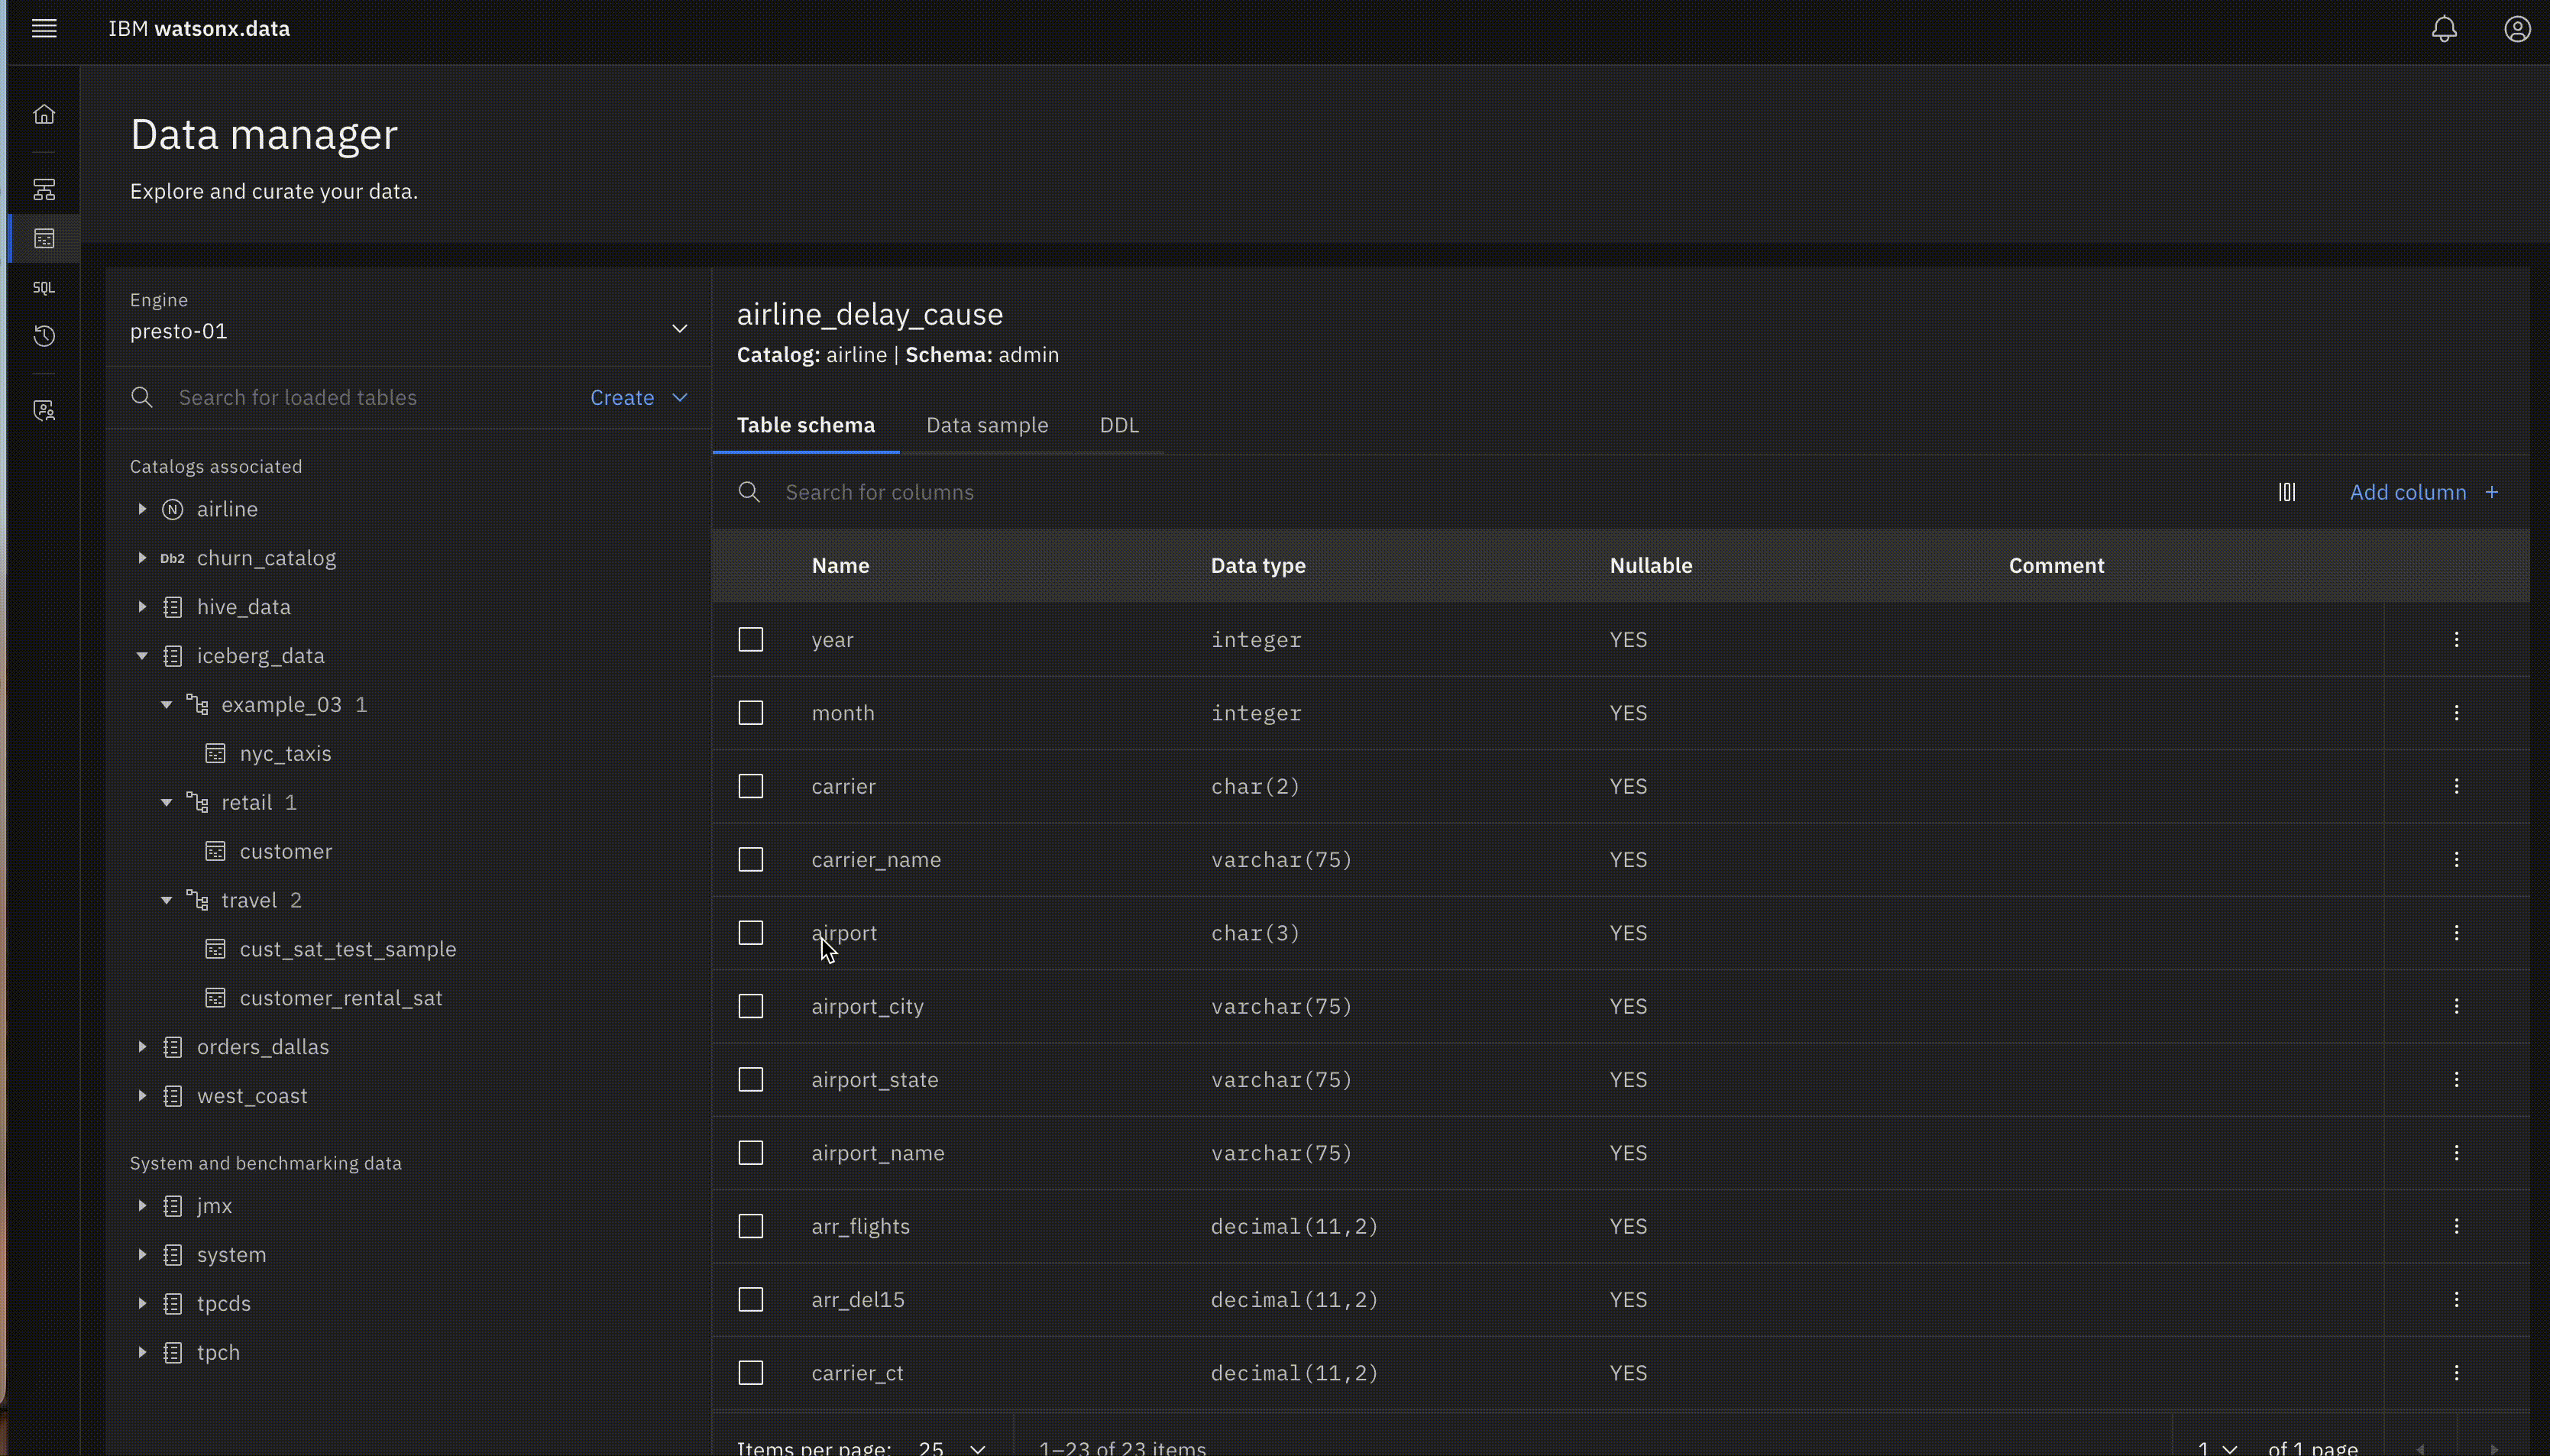 IBM watsonx.data
Data manager
Explore and curate your data.
SQL
Engine
presto-01
Search for loaded tables Create
Catalogs associated
N airline
Db2 churn_catalog
hive_data
iceberg_data
example_03 1
nyc_taxis
retail 1
customer
travel 2
cust_sat_test_sample
customer_rental_sat
orders_dallas
west_coast
System and benchmarking data
jmx
system
tpcds
tpch
airline_delay_cause
Catalog: airline | Schema: admin
Table schema Data sample DDL
Search for columns Add column +
Name Data type Nullable Comment
year integer YES
month integer YES
carrier char(2) YES
carrier_name varchar(75) YES
airport char(3) YES
airport_city varchar(75) YES
airport_state varchar(75) YES
airport_name varchar(75) YES
arr_flights decimal(11,2) YES
arr_del15 decimal(11,2) YES
carrier_ct decimal(11,2) YES
Items per page: 25 1–23 of 23 items 1 of 1 page